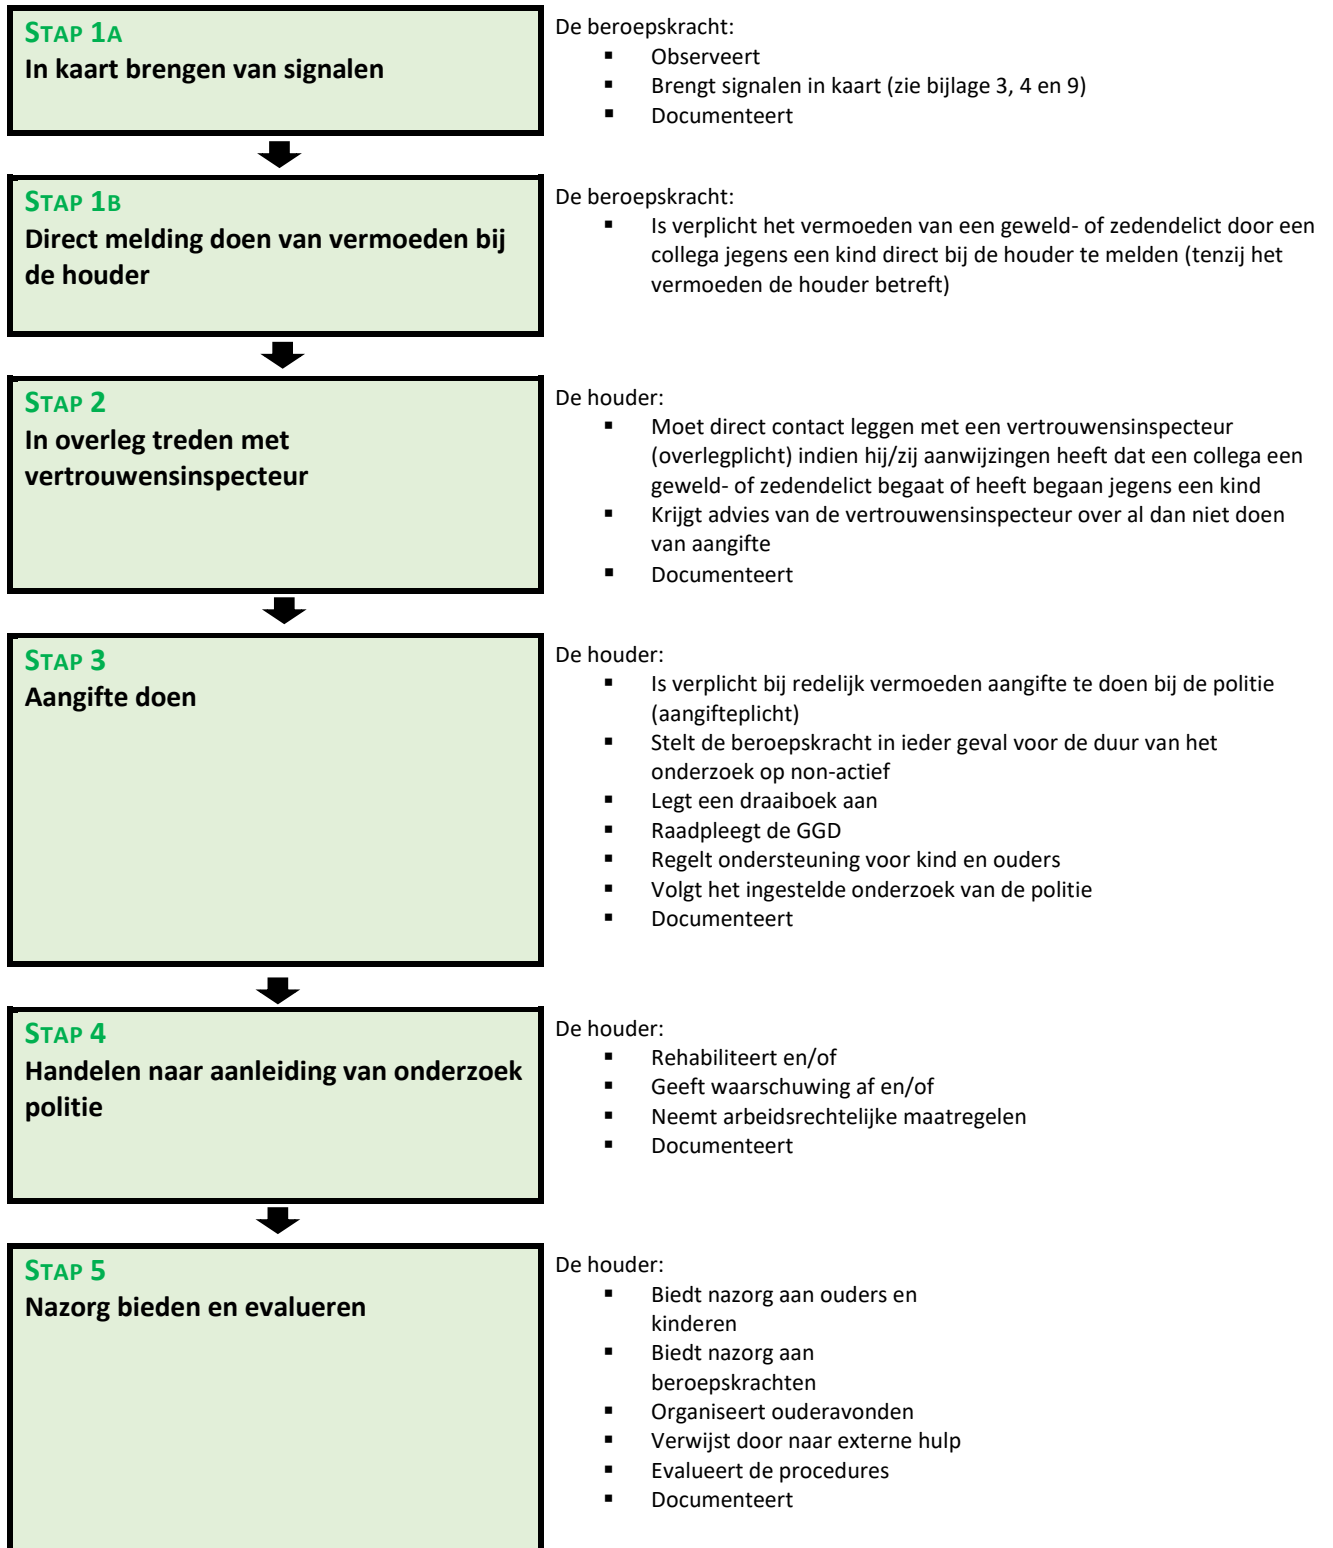 STAP 1A
In kaart brengen van signalen
De beroepskracht:
▪ Observeert
▪ Brengt signalen in kaart (zie bijlage 3, 4 en 9)
▪ Documenteert
STAP 1B
Direct melding doen van vermoeden bij
de houder
De beroepskracht:
▪ Is verplicht het vermoeden van een geweld- of zedendelict door een
collega jegens een kind direct bij de houder te melden (tenzij het
vermoeden de houder betreft)
STAP 2
In overleg treden met
vertrouwensinspecteur
De houder:
▪ Moet direct contact leggen met een vertrouwensinspecteur
(overlegplicht) indien hij/zij aanwijzingen heeft dat een collega een
geweld- of zedendelict begaat of heeft begaan jegens een kind
▪ Krijgt advies van de vertrouwensinspecteur over al dan niet doen
van aangifte
▪ Documenteert
STAP 3
Aangifte doen
De houder:
▪ Is verplicht bij redelijk vermoeden aangifte te doen bij de politie
(aangifteplicht)
▪ Stelt de beroepskracht in ieder geval voor de duur van het
onderzoek op non-actief
▪ Legt een draaiboek aan
▪ Raadpleegt de GGD
▪ Regelt ondersteuning voor kind en ouders
▪ Volgt het ingestelde onderzoek van de politie
▪ Documenteert
STAP 4
Handelen naar aanleiding van onderzoek
politie
De houder:
▪ Rehabiliteert en/of
▪ Geeft waarschuwing af en/of
▪ Neemt arbeidsrechtelijke maatregelen
▪ Documenteert
STAP 5
Nazorg bieden en evalueren
De houder:
▪ Biedt nazorg aan ouders en
kinderen
▪ Biedt nazorg aan
beroepskrachten
▪ Organiseert ouderavonden
▪ Verwijst door naar externe hulp
▪ Evalueert de procedures
▪ Documenteert